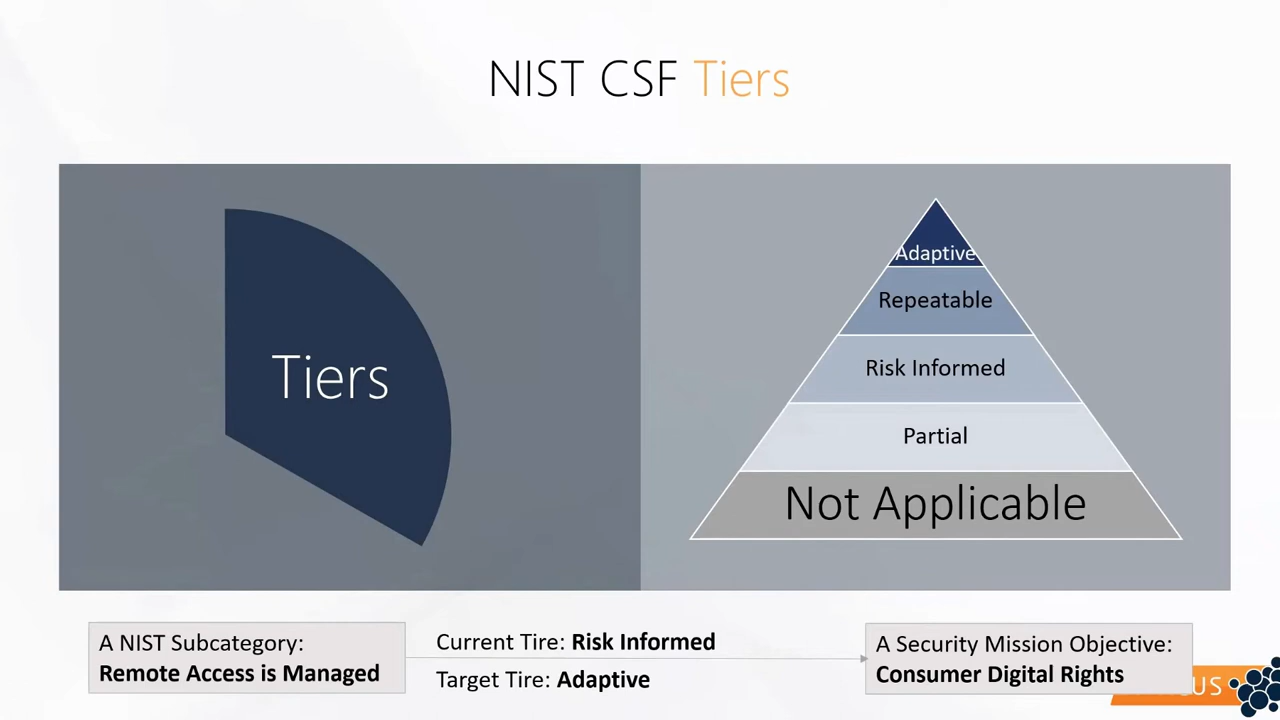 NIST CSF Tiers
Tiers
Adaptive
Repeatable
Risk Informed
Partial
Not Applicable
A NIST Subcategory:
Remote Access is Managed
Current Tire: Risk Informed
Target Tire: Adaptive
A Security Mission Objective:
Consumer Digital Rights